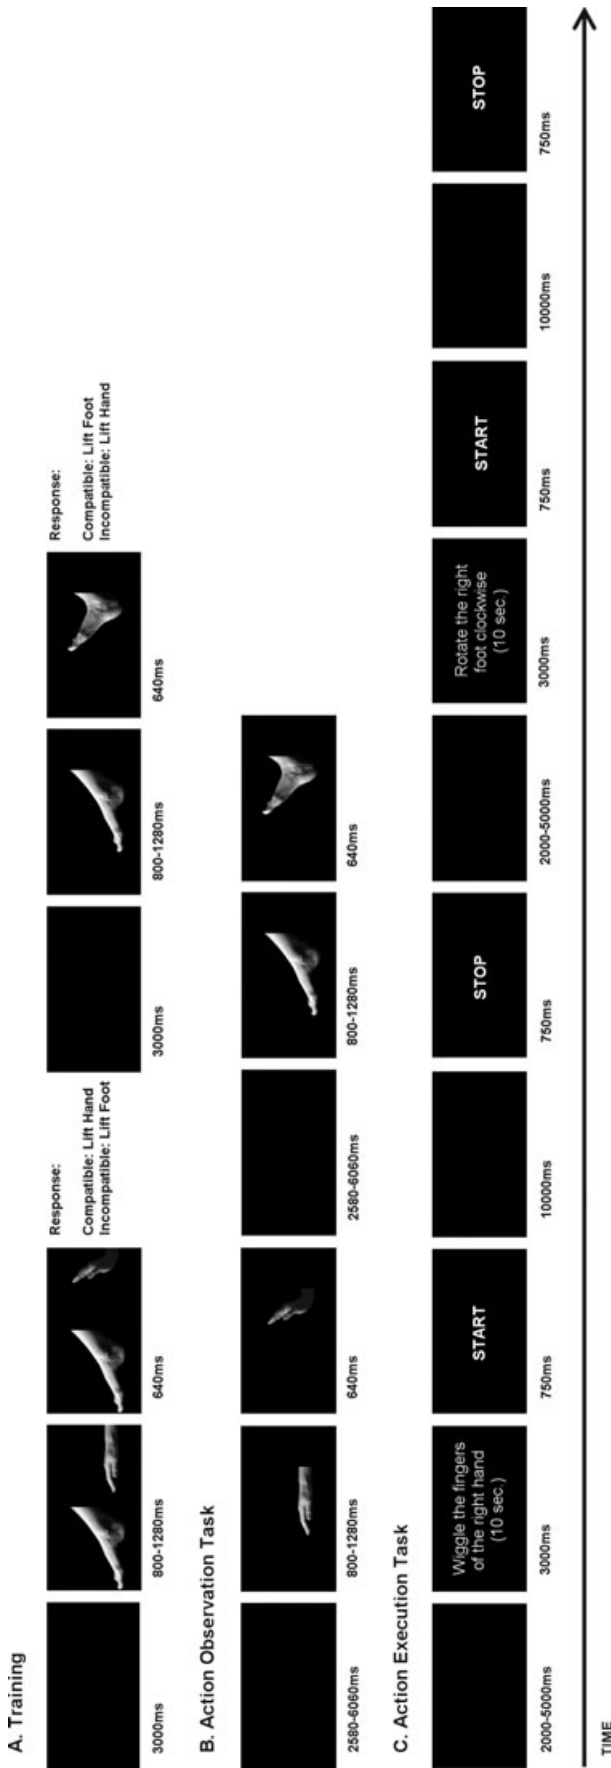 A. Training
3000ms
800-1280ms
640ms
Response:
Compatible: Lift Hand
Incompatible: Lift Foot
3000ms
800-1280ms
640ms
Response:
Compatible: Lift Foot
Incompatible: Lift Hand
B. Action Observation Task
2580-6060ms
800-1280ms
640ms
2580-6060ms
800-1280ms
640ms
C. Action Execution Task
2000-5000ms
Wiggle the fingers
of the right hand
(10 sec.)
3000ms
START
750ms
10000ms
STOP
750ms
2000-5000ms
Rotate the right
foot clockwise
(10 sec.)
3000ms
START
750ms
10000ms
STOP
750ms
TIME